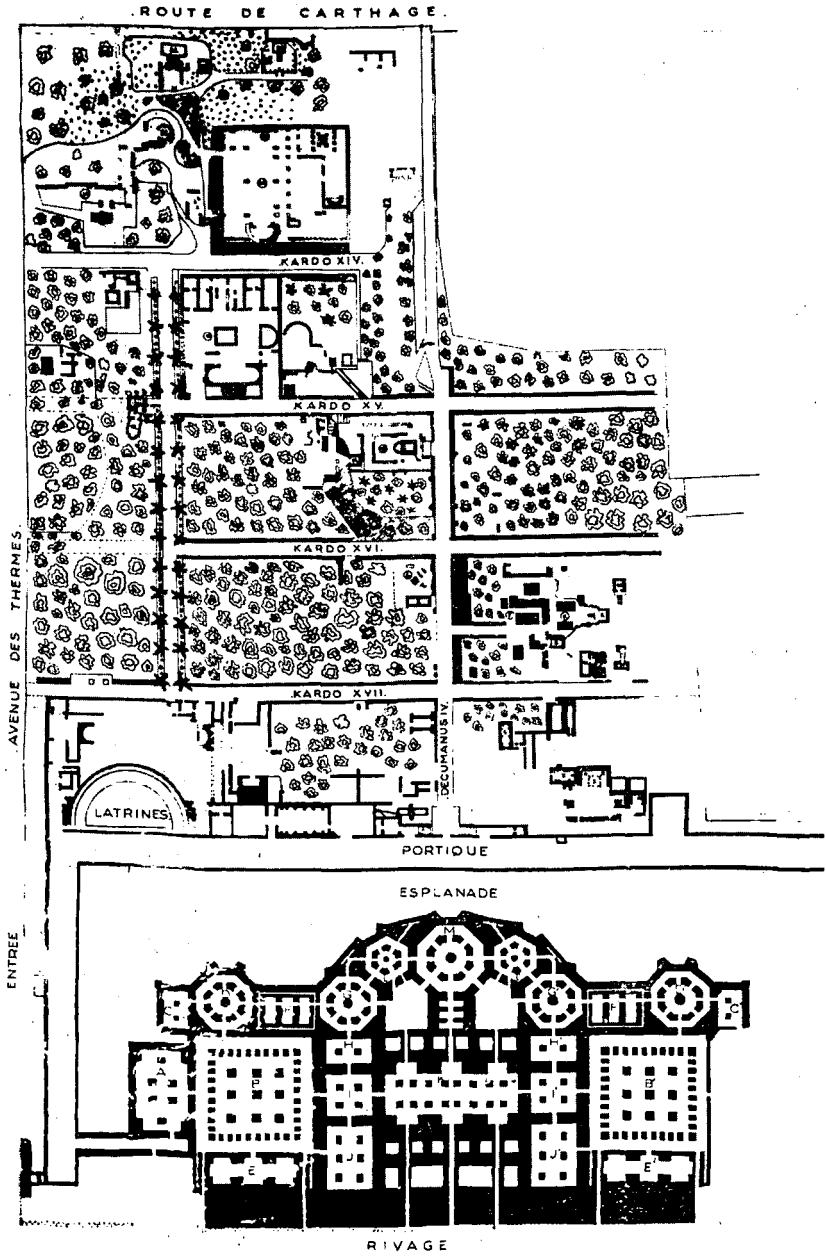 ROUTE DE CARTHAGE.
KARDO XIV.
KARDO XV.
KARDO XVI.
KARDO XVII.
AVENUE DES THERMES.
DECUMANUS IV.
LATRINES
PORTIQUE
ESPLANADE
ENTREE
M
C
H
H'
A
B'
I
I'
J
J'
E
E'
RIVAGE